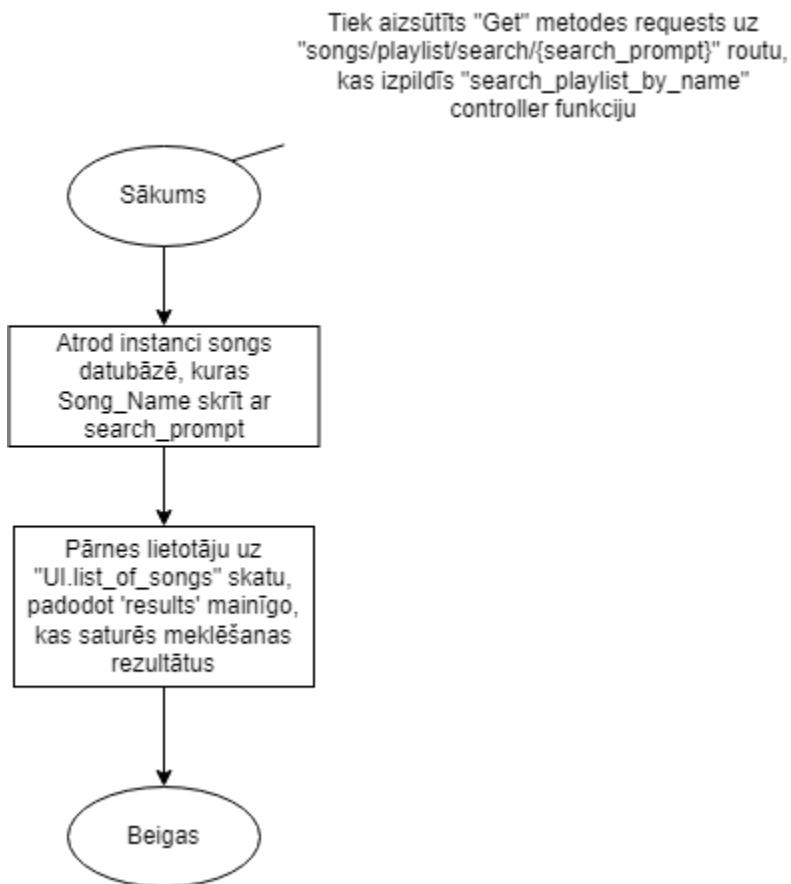 Tiek aizsūtīts "Get" metodes requests uz
"songs/playlist/search/{search_prompt}" routu,
kas izpildīs "search_playlist_by_name"
controller funkciju
Sākums
Atrod instanci songs
datubāzē, kuras
Song_Name skrīt ar
search_prompt
Pārnes lietotāju uz
"UI.list_of_songs" skatu,
padodot 'results' mainīgo,
kas saturēs meklēšanas
rezultātus
Beigas